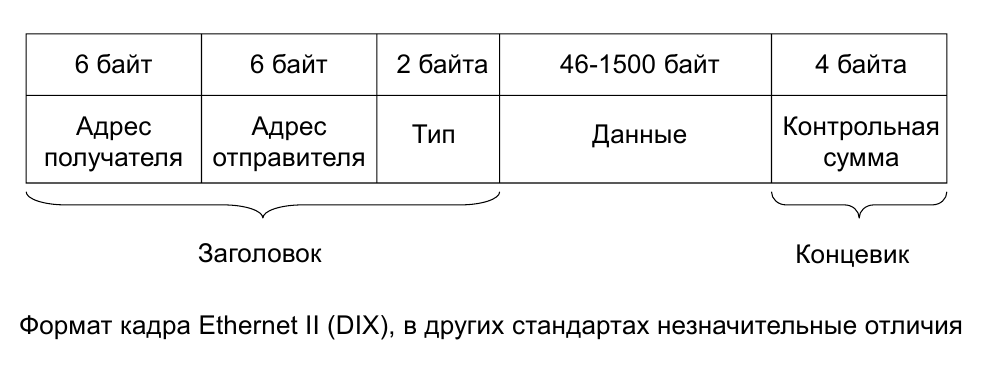 6 байт 6 байт 2 байта 46-1500 байт 4 байта
Адрес получателя Адрес отправителя Тип Данные Контрольная сумма
Заголовок Концевик
Формат кадра Ethernet II (DIX), в других стандартах незначительные отличия